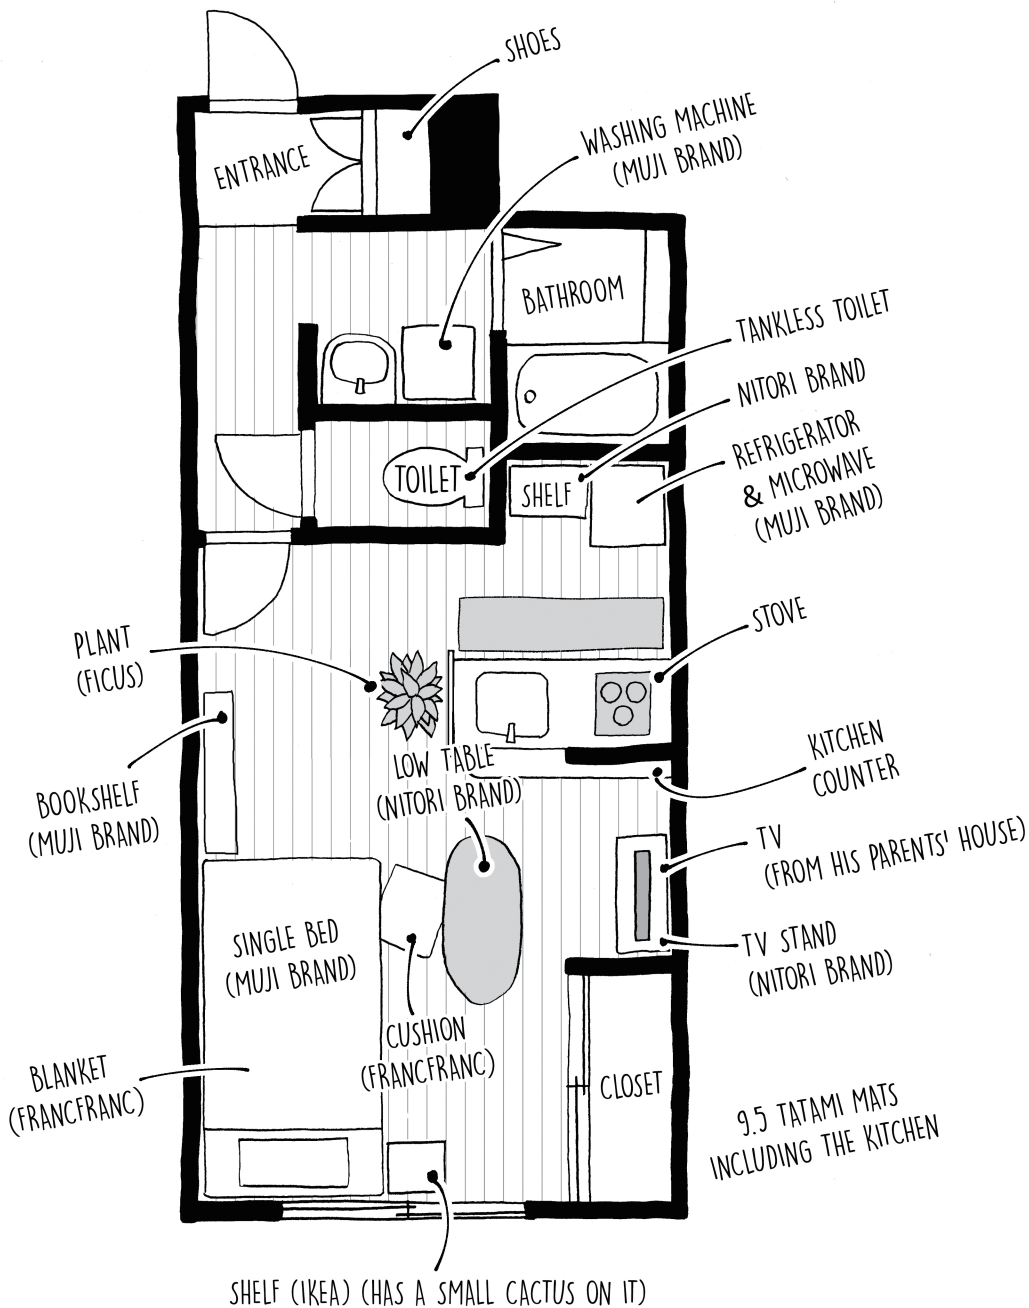 SHOES
WASHING MACHINE
(MUJI BRAND)
ENTRANCE
BATHROOM
TANKLESS TOILET
NITORI BRAND
REFRIGERATOR
& MICROWAVE
(MUJI BRAND)
TOILET
SHELF
STOVE
PLANT
(FICUS)
KITCHEN
COUNTER
LOW TABLE
(NITORI BRAND)
BOOKSHELF
(MUJI BRAND)
TV
(FROM HIS PARENTS' HOUSE)
SINGLE BED
(MUJI BRAND)
TV STAND
(NITORI BRAND)
CUSHION
(FRANCFRANC)
BLANKET
(FRANCFRANC)
CLOSET
9.5 TATAMI MATS
INCLUDING THE KITCHEN
SHELF (IKEA) (HAS A SMALL CACTUS ON IT)